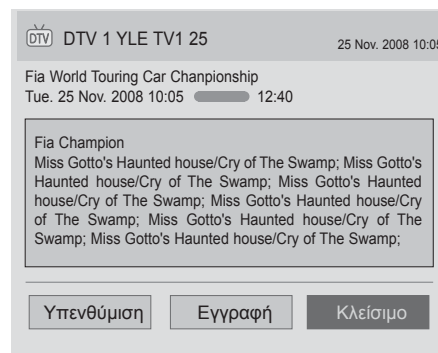 DTV DTV 1 YLE TV1 25 25 Nov. 2008 10:05
Fia World Touring Car Chanpionship
Tue. 25 Nov. 2008 10:05 12:40
Fia Champion
Miss Gotto's Haunted house/Cry of The Swamp; Miss Gotto's
Haunted house/Cry of The Swamp; Miss Gotto's Haunted
house/Cry of The Swamp; Miss Gotto's Haunted house/Cry
of The Swamp; Miss Gotto's Haunted house/Cry of The
Swamp; Miss Gotto's Haunted house/Cry of The Swamp;
Υπενθύμιση Εγγραφή Κλείσιμο